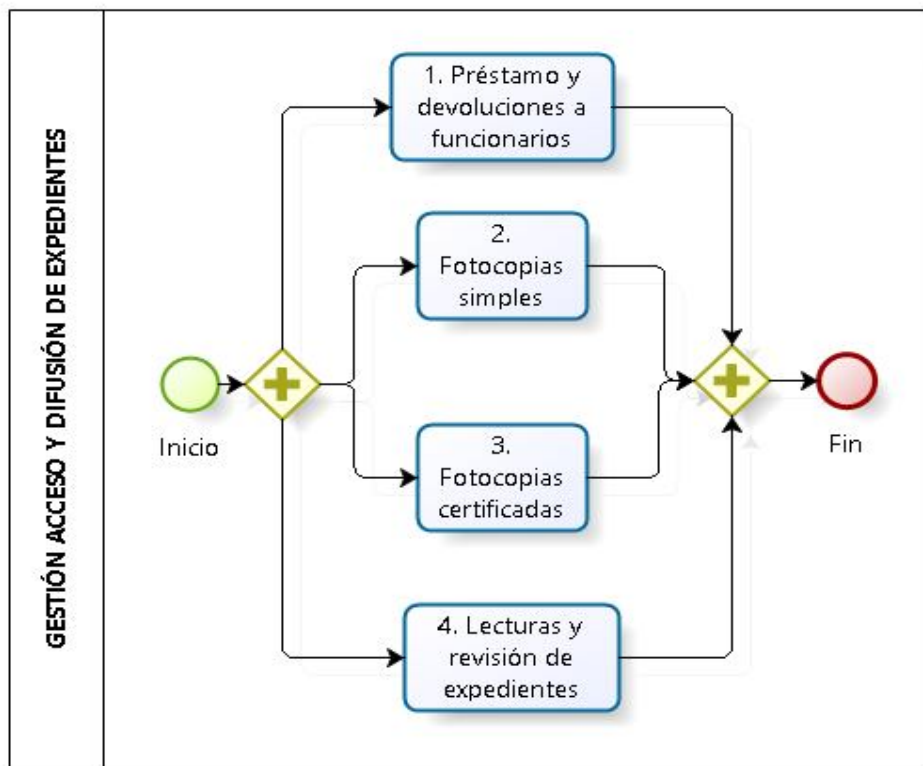 GESTIÓN ACCESO Y DIFUSIÓN DE EXPEDIENTES
1. Préstamo y
devoluciones a
funcionarios
2.
Fotocopias
simples
Inicio
Fin
3.
Fotocopias
certificadas
4. Lecturas y
revisión de
expedientes